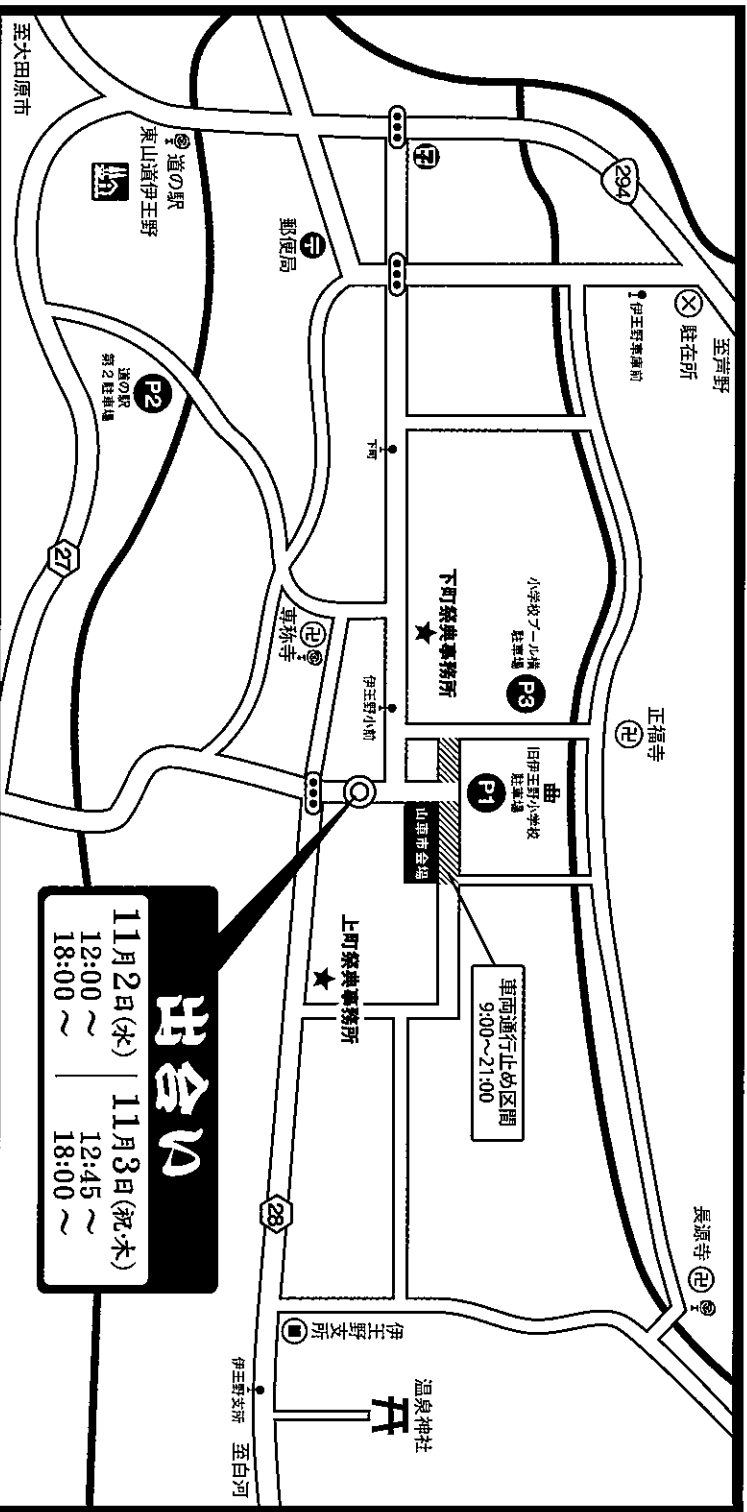 至大田原市
道の駅
東山道伊王野
郵便局
〒
294
至芦野
駐在所
伊王野車庫前
P2
道の駅
第2駐車場
27
下町
下町祭典事務所
小学校プール横
駐車場
P3
正福寺
専称寺
伊王野小前
旧伊王野小学校
駐車場
P1
山車市会場
車両通行止め区間
9:00～21:00
上町祭典事務所
出会い
11月2日(水)
12:00～
18:00～
11月3日(祝・木)
12:45～
18:00～
28
長源寺
伊王野支所
温泉神社
伊王野支所
至白河